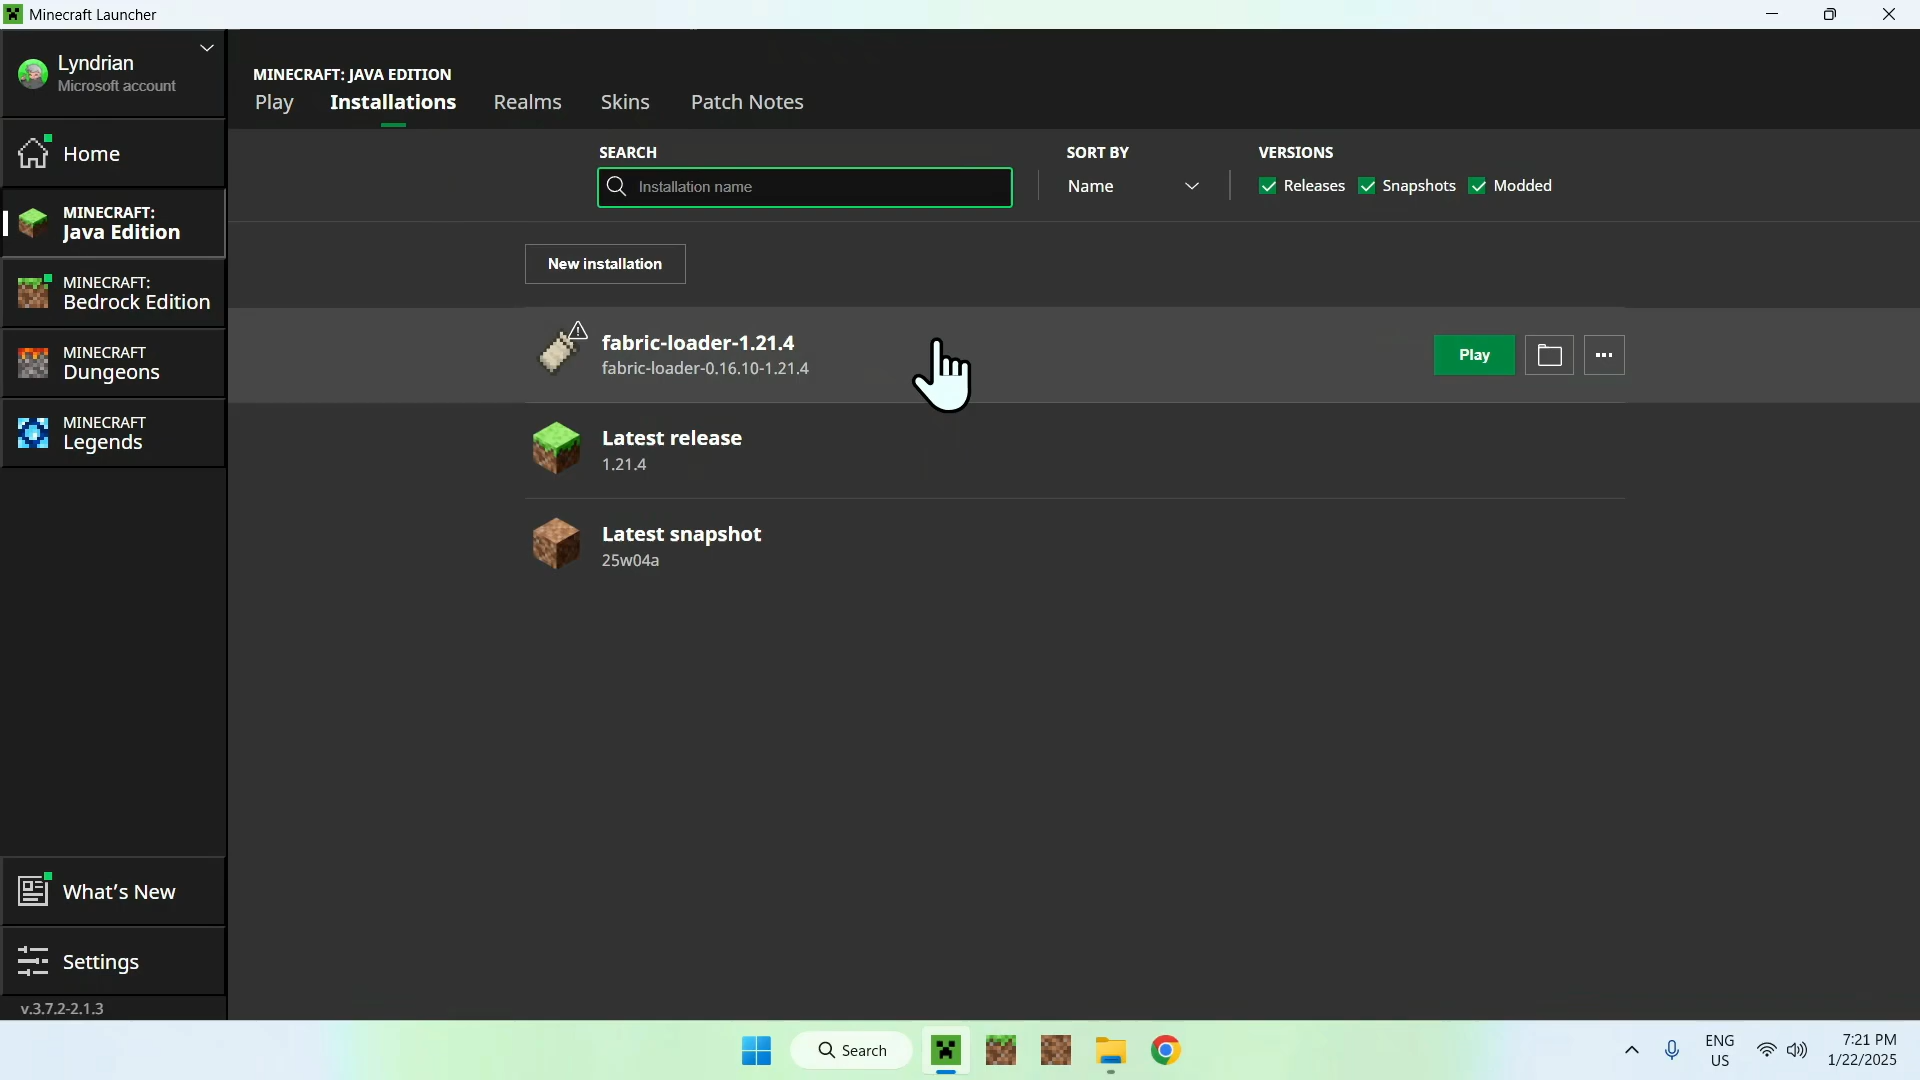 Minecraft Launcher
Lyndrian
Microsoft account
MINECRAFT: JAVA EDITION
Play Installations Realms Skins Patch Notes
Home
MINECRAFT:
Java Edition
MINECRAFT:
Bedrock Edition
MINECRAFT
Dungeons
MINECRAFT
Legends
What's New
Settings
v.3.7.2-2.1.3
SEARCH
Installation name
SORT BY
Name
VERSIONS
Releases Snapshots Modded
New installation
fabric-loader-1.21.4
fabric-loader-0.16.10-1.21.4
Play
Latest release
1.21.4
Latest snapshot
25w04a
Search
ENG
US
7:21 PM
1/22/2025